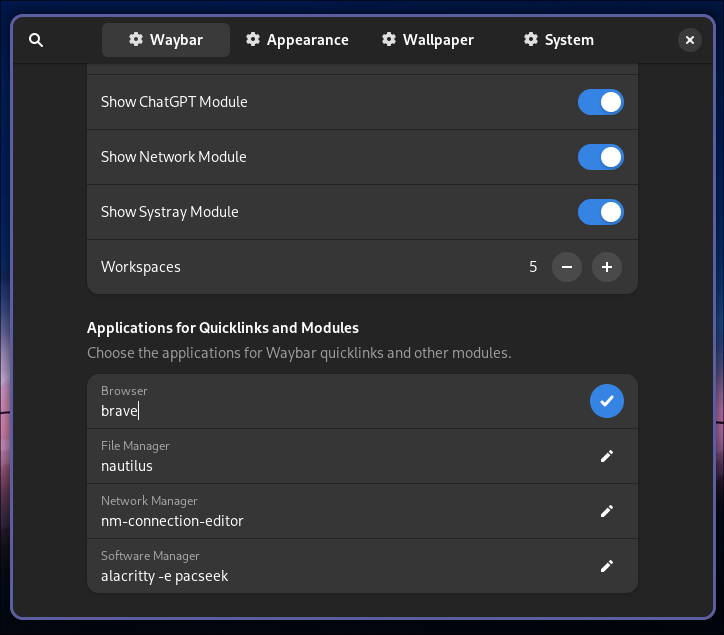 Waybar Appearance Wallpaper System
Show ChatGPT Module
Show Network Module
Show Systray Module
Workspaces 5
Applications for Quicklinks and Modules
Choose the applications for Waybar quicklinks and other modules.
Browser
brave
File Manager
nautilus
Network Manager
nm-connection-editor
Software Manager
alacritty -e pacseek